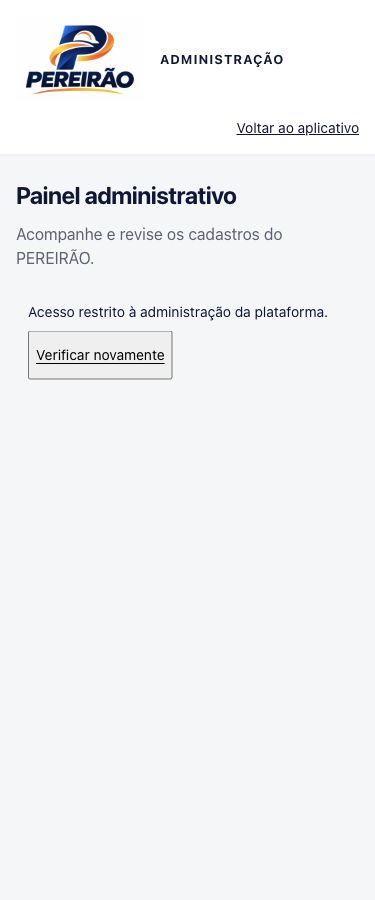 PEREIRÃO
ADMINISTRAÇÃO
Voltar ao aplicativo
Painel administrativo
Acompanhe e revise os cadastros do
PEREIRÃO.
Acesso restrito à administração da plataforma.
Verificar novamente